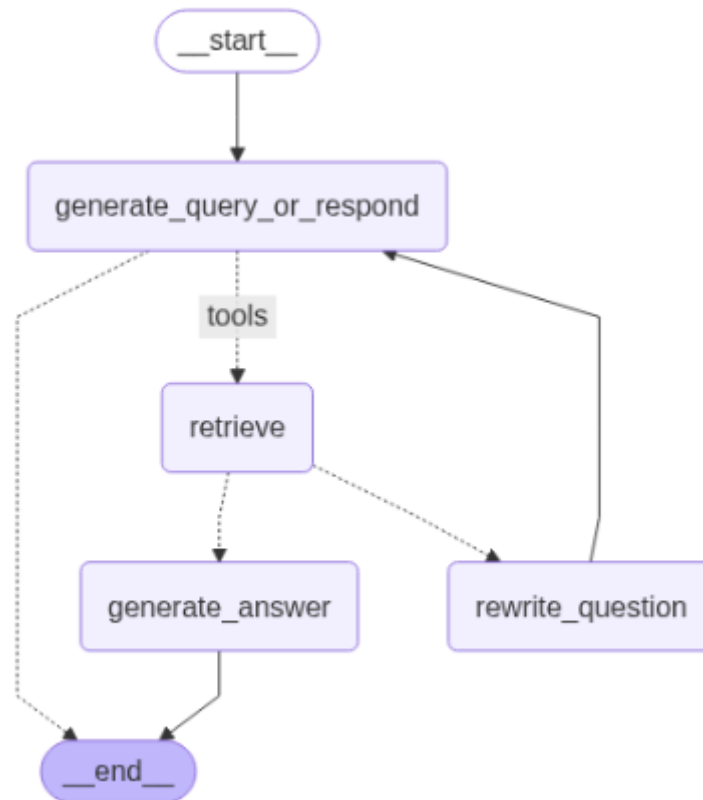 __start__
generate_query_or_respond
tools
retrieve
generate_answer
rewrite_question
__end__